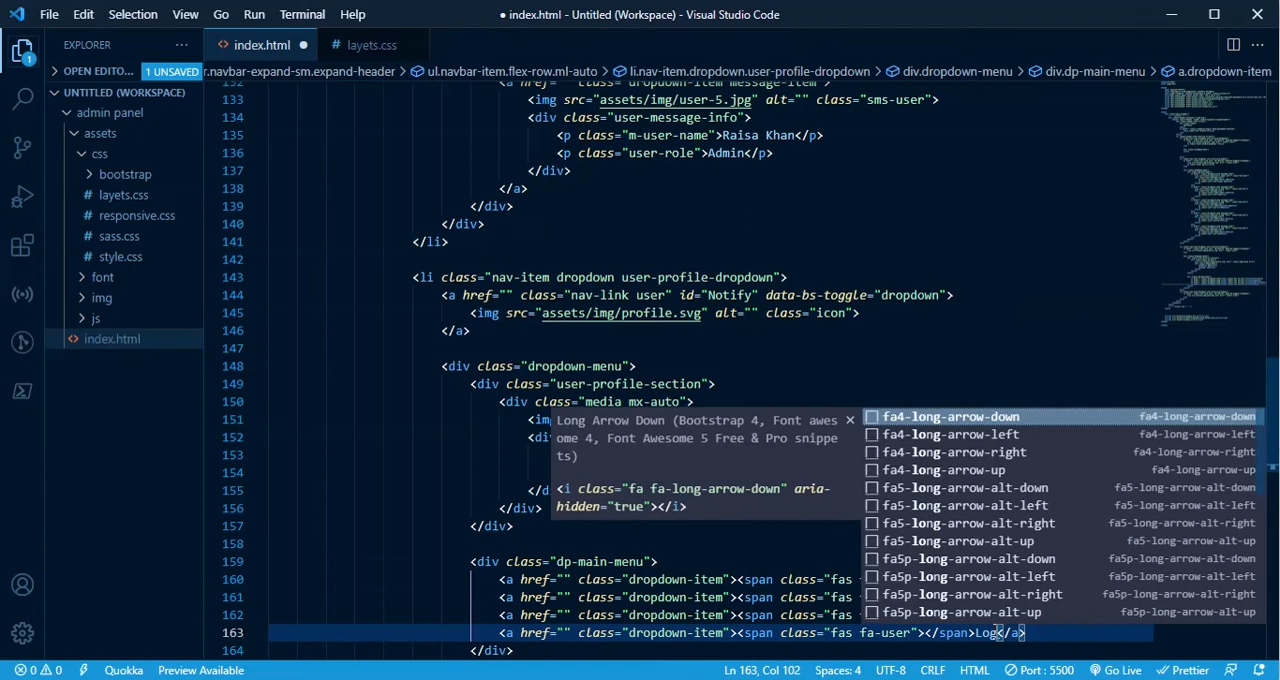 File Edit Selection View Go Run Terminal Help
● index.html - Untitled (Workspace) - Visual Studio Code
EXPLORER ···
<> index.html ●
# layets.css
OPEN EDITO... 1 UNSAVED
r.navbar-expand-sm.expand-header > ul.navbar-item.flex-row.ml-auto > li.nav-item.dropdown.user-profile-dropdown > div.dropdown-menu > div.dp-main-menu > a.dropdown-item
1
UNTITLED (WORKSPACE)
admin panel
assets
css
bootstrap
# layets.css
# responsive.css
# sass.css
# style.css
font
img
js
<> index.html
132 <a href="" class="dropdown-item message-item">
133 <img src="assets/img/user-5.jpg" alt="" class="sms-user">
134 <div class="user-message-info">
135 <p class="m-user-name">Raisa Khan</p>
136 <p class="user-role">Admin</p>
137 </div>
138 </a>
139 </div>
140 </div>
141 </li>
142
143 <li class="nav-item dropdown user-profile-dropdown">
144 <a href="" class="nav-link user" id="Notify" data-bs-toggle="dropdown">
145 <img src="assets/img/profile.svg" alt="" class="icon">
146 </a>
147
148 <div class="dropdown-menu">
149 <div class="user-profile-section">
150 <div class="media mx-auto">
151 <im
152 <di
153
154
155 </di
156 </div>
157 </div>
158
159 <div class="dp-main-menu">
160 <a href="" class="dropdown-item"><span class="fas
161 <a href="" class="dropdown-item"><span class="fas
162 <a href="" class="dropdown-item"><span class="fas
163 <a href="" class="dropdown-item"><span class="fas fa-user"></span>Log</a>
164 </div>
Long Arrow Down (Bootstrap 4, Font awes
ome 4, Font Awesome 5 Free & Pro snippe
ts)
<i class="fa fa-long-arrow-down" aria-
hidden="true"></i>
fa4-long-arrow-down fa4-long-arrow-down
fa4-long-arrow-left fa4-long-arrow-left
fa4-long-arrow-right fa4-long-arrow-right
fa4-long-arrow-up fa4-long-arrow-up
fa5-long-arrow-alt-down fa5-long-arrow-alt-down
fa5-long-arrow-alt-left fa5-long-arrow-alt-left
fa5-long-arrow-alt-right fa5-long-arrow-alt-right
fa5-long-arrow-alt-up fa5-long-arrow-alt-up
fa5p-long-arrow-alt-down fa5p-long-arrow-alt-down
fa5p-long-arrow-alt-left fa5p-long-arrow-alt-left
fa5p-long-arrow-alt-right fa5p-long-arrow-alt-right
fa5p-long-arrow-alt-up fa5p-long-arrow-alt-up
0 0 Quokka Preview Available
Ln 163, Col 102 Spaces: 4 UTF-8 CRLF HTML Port : 5500 Go Live Prettier